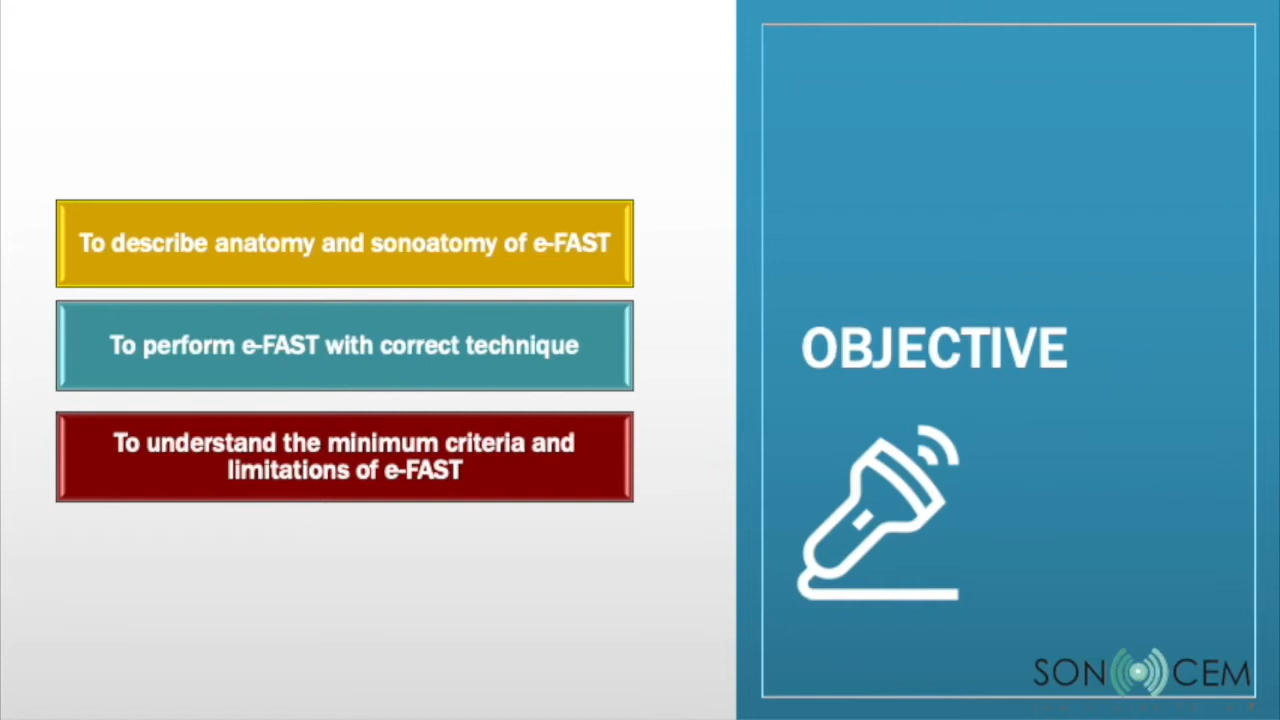 To describe anatomy and sonoatomy of e-FAST
To perform e-FAST with correct technique
To understand the minimum criteria and
limitations of e-FAST
OBJECTIVE
SON CEM